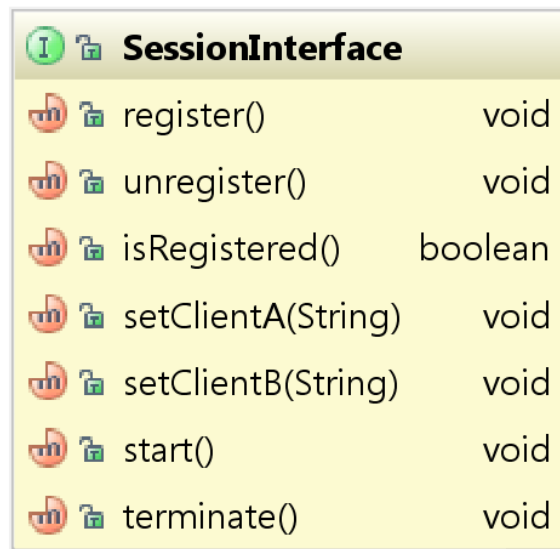 I SessionInterface
m register() void
m unregister() void
m isRegistered() boolean
m setClientA(String) void
m setClientB(String) void
m start() void
m terminate() void